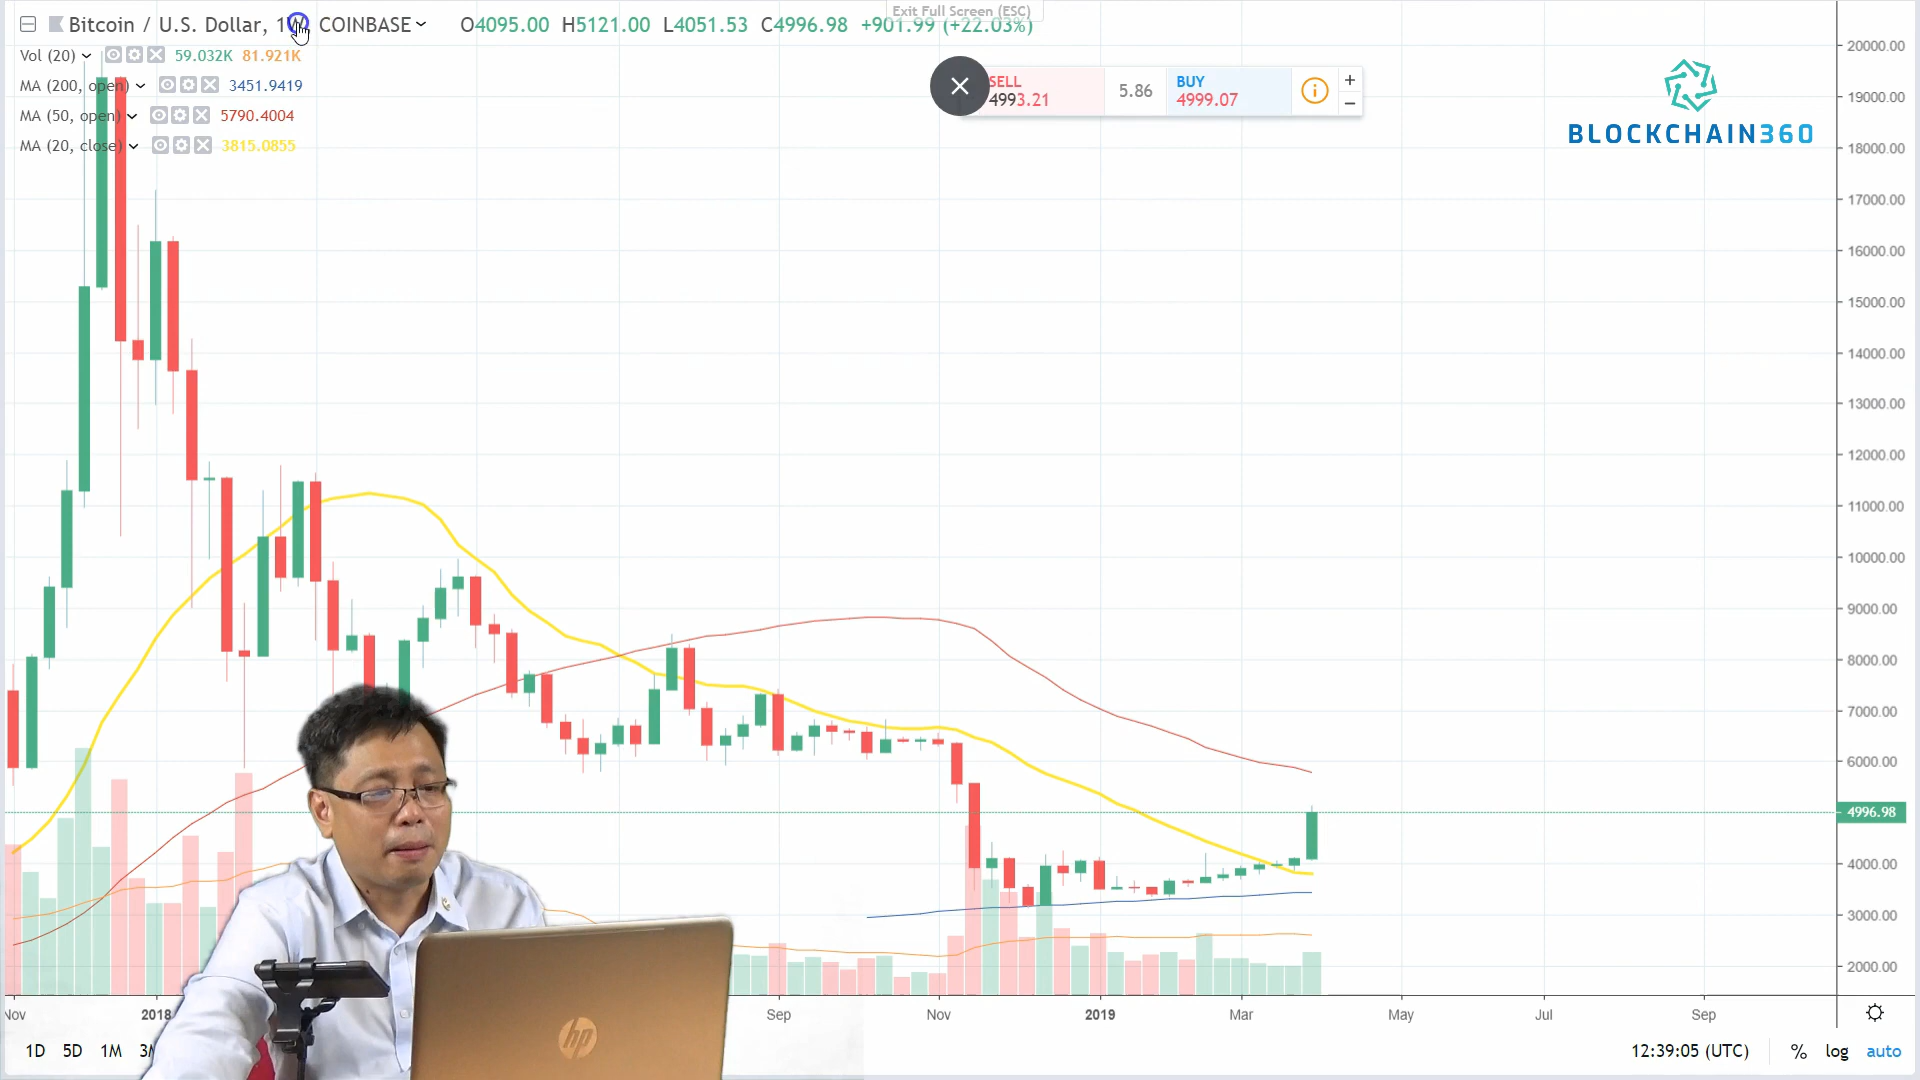 Exit Full Screen (ESC)
Bitcoin / U.S. Dollar, 1W COINBASE O4095.00 H5121.00 L4051.53 C4996.98 +901.99 (+22.03%)
Vol (20) 59.032K 81.921K
MA (200, open) 3451.9419
MA (50, open) 5790.4004
MA (20, close) 3815.0855
SELL
4993.21
5.86
BUY
4999.07
BLOCKCHAIN360
20000.00
19000.00
18000.00
17000.00
16000.00
15000.00
14000.00
13000.00
12000.00
11000.00
10000.00
9000.00
8000.00
7000.00
6000.00
4996.98
4000.00
3000.00
2000.00
hp
Nov 2018 Sep Nov 2019 Mar May Jul Sep
1D 5D 1M 12:39:05 (UTC) % log auto